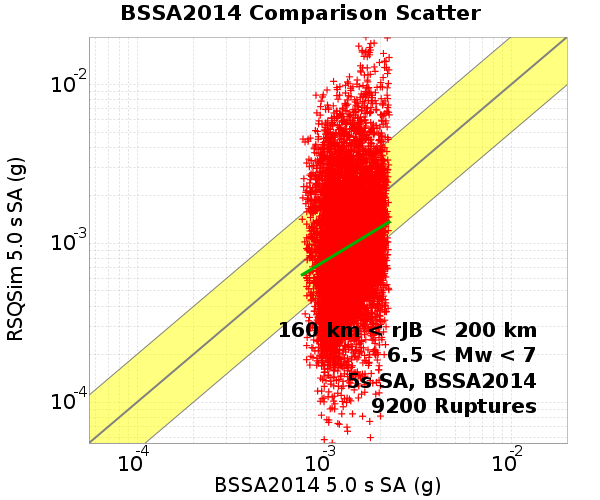 BSSA2014 Comparison Scatter
RSQSim 5.0 s SA (g)
10⁻²
10⁻³
10⁻⁴
160 km < rJB < 200 km
6.5 < Mw < 7
5s SA, BSSA2014
9200 Ruptures
10⁻⁴ 10⁻³ 10⁻²
BSSA2014 5.0 s SA (g)